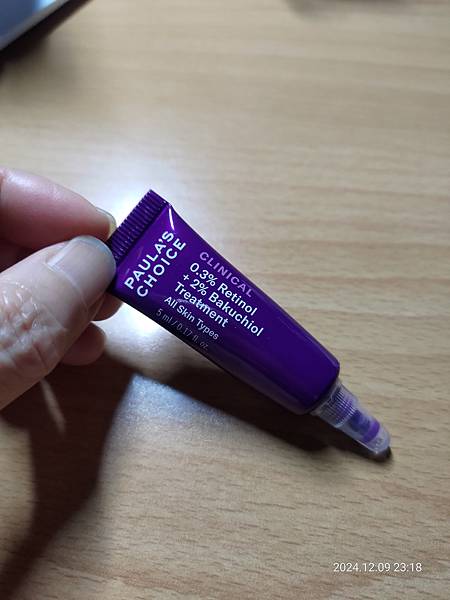 PAULA'S
CHOICE
CLINICAL
0.3% Retinol
+ 2% Bakuchiol
Treatment
All Skin Types
5 ml / 0.17 fl. oz.
2024.12.09 23:18